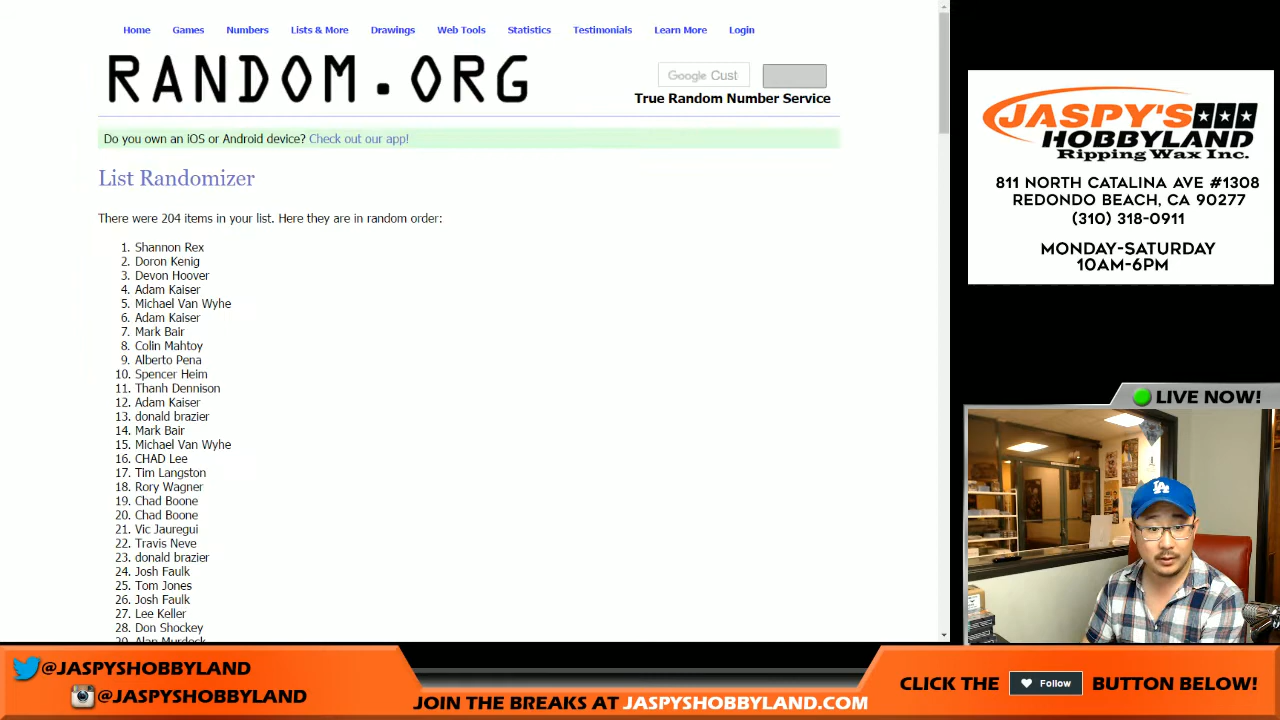 Home Games Numbers Lists & More Drawings Web Tools Statistics Testimonials Learn More Login
RANDOM.ORG
Google Cust
True Random Number Service
Do you own an iOS or Android device? Check out our app!
List Randomizer
There were 204 items in your list. Here they are in random order:
1. Shannon Rex
2. Doron Kenig
3. Devon Hoover
4. Adam Kaiser
5. Michael Van Wyhe
6. Adam Kaiser
7. Mark Bair
8. Colin Mahtoy
9. Alberto Pena
10. Spencer Heim
11. Thanh Dennison
12. Adam Kaiser
13. donald brazier
14. Mark Bair
15. Michael Van Wyhe
16. CHAD Lee
17. Tim Langston
18. Rory Wagner
19. Chad Boone
20. Chad Boone
21. Vic Jauregui
22. Travis Neve
23. donald brazier
24. Josh Faulk
25. Tom Jones
26. Josh Faulk
27. Lee Keller
28. Don Shockey
29. Alan Murdock
JASPY'S
HOBBYLAND
Ripping Wax Inc.
811 NORTH CATALINA AVE #1308
REDONDO BEACH, CA 90277
(310) 318-0911
MONDAY-SATURDAY
10AM-6PM
LIVE NOW!
LA
@JASPYSHOBBYLAND
@JASPYSHOBBYLAND
JOIN THE BREAKS AT JASPYSHOBBYLAND.COM
CLICK THE Follow BUTTON BELOW!